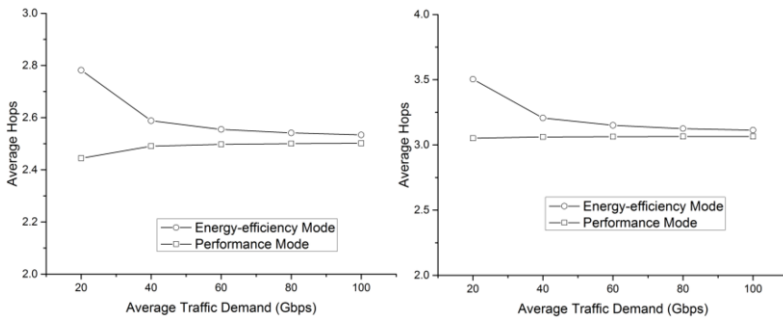 3.0
2.8
2.6
2.4
2.2
2.0
Average Hops
Energy-efficiency Mode
Performance Mode
20 40 60 80 100
Average Traffic Demand (Gbps)
4.0
3.5
3.0
2.5
2.0
Average Hops
Energy-efficiency Mode
Performance Mode
20 40 60 80 100
Average Traffic Demand (Gbps)